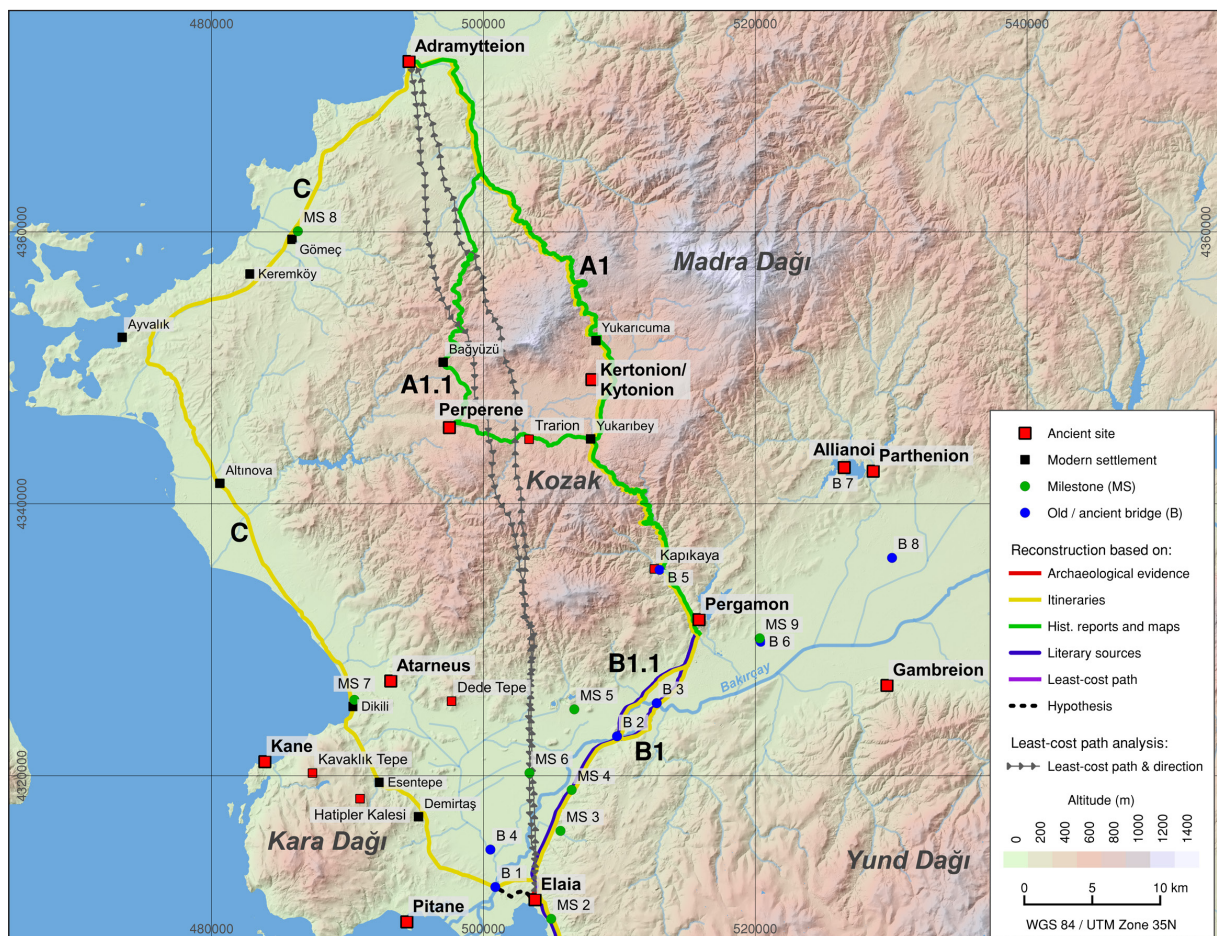 480000
500000
520000
540000
Adramytteion
C
MS 8
4360000
4360000
Gömeç
Keremköy
A1
Madra Dağı
Ayvalık
Yukarıcuma
Bağyüzü
A1.1
Kertonion/
Kytonion
Perperene
Trarion
Yukarıbey
Kozak
Altınova
Allianoi
Parthenion
B 7
4340000
C
B 8
Kapıkaya
B 5
Pergamon
MS 9
B 6
B1.1
Bakırçay
Gambreion
Atarneus
Dede Tepe
MS 7
Dikili
MS 5
B 3
B 2
B1
Kane
Kavaklık Tepe
4320000
MS 6
Esentepe
MS 4
Hatipler Kalesi
Demirtaş
MS 3
Kara Dağı
B 4
Yund Dağı
B 1
Elaia
Pitane
MS 2
480000
500000
520000
Ancient site
Modern settlement
Milestone (MS)
Old / ancient bridge (B)
Reconstruction based on:
Archaeological evidence
Itineraries
Hist. reports and maps
Literary sources
Least-cost path
Hypothesis
Least-cost path analysis:
Least-cost path & direction
Altitude (m)
0
200
400
600
800
1000
1200
1400
0
5
10 km
WGS 84 / UTM Zone 35N